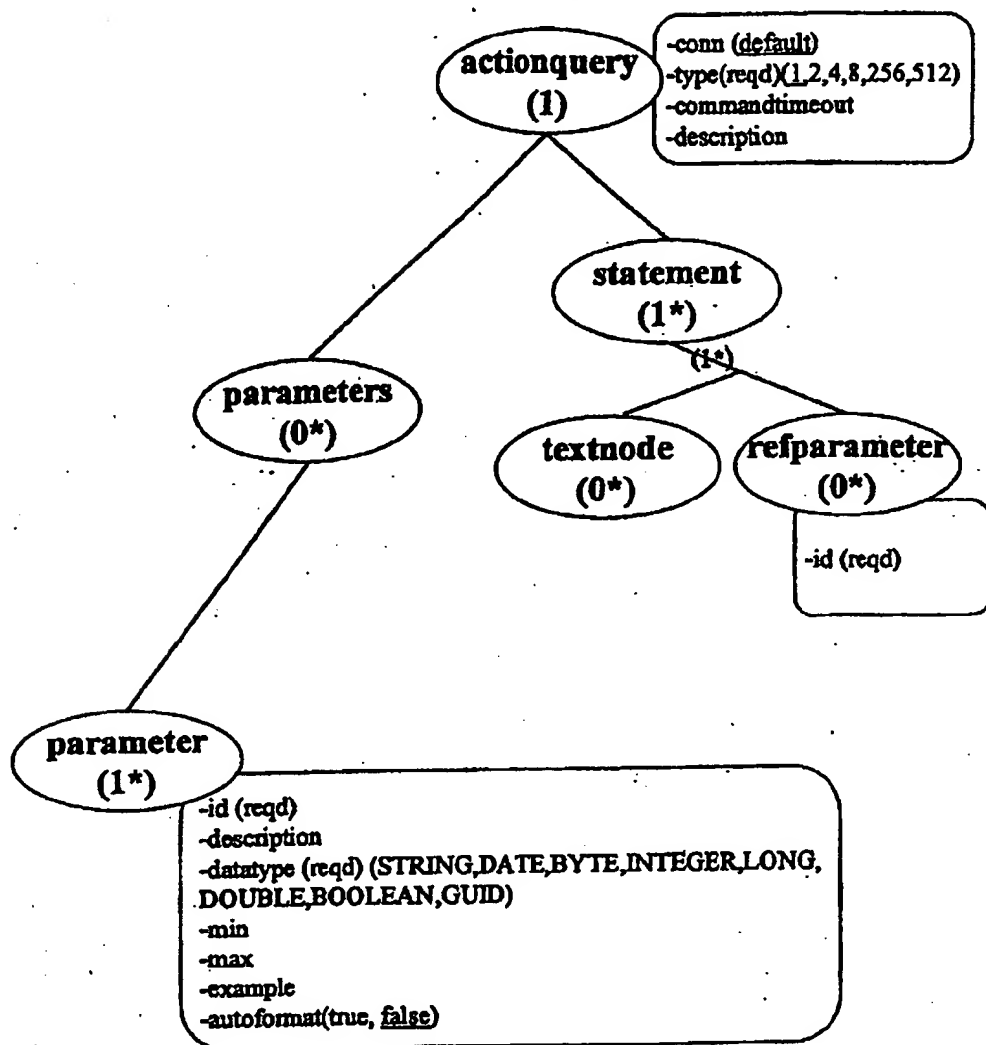 actionquery
(1)
-conn (default)
-type(reqd)(1,2,4,8,256,512)
-commandtimeout
-description
statement
(1*)
(1*)
parameters
(0*)
textnode
(0*)
refparameter
(0*)
-id (reqd)
parameter
(1*)
-id (reqd)
-description
-datatype (reqd) (STRING,DATE,BYTE,INTEGER,LONG,
DOUBLE,BOOLEAN,GUID)
-min
-max
-example
-autoformat(true, false)